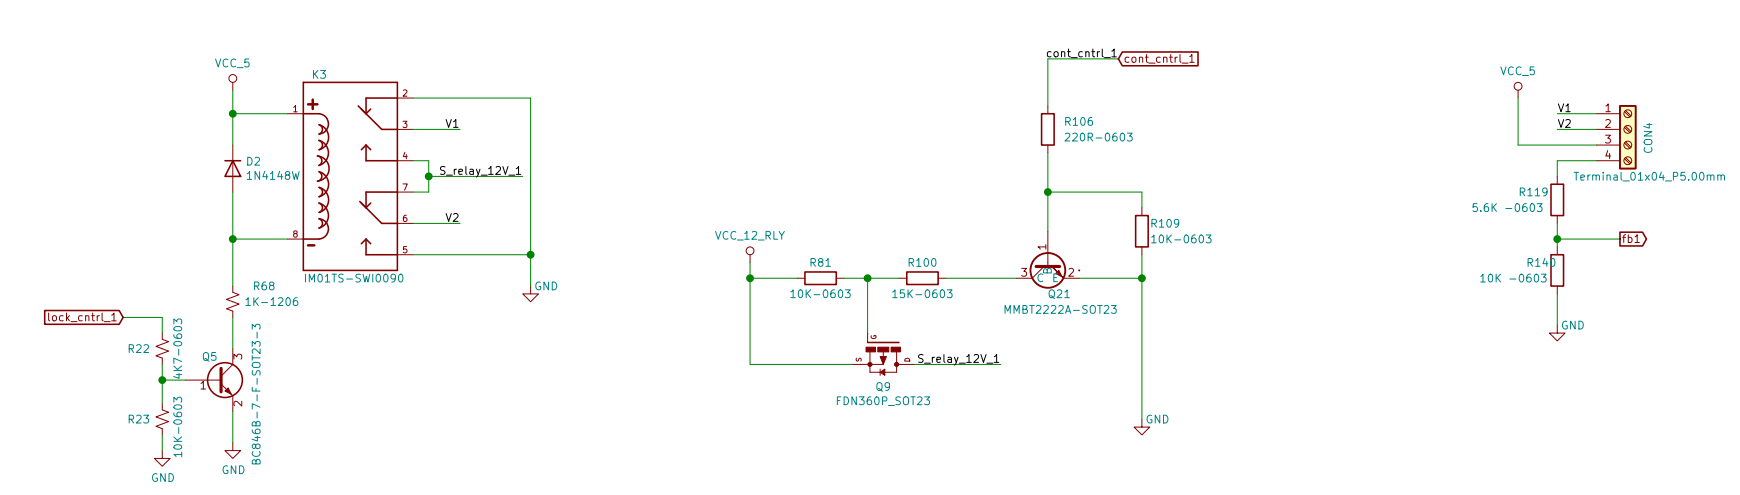 VCC_5
K3
1
+
2
3
V1
4
S_relay_12V_1
7
6
V2
5
8
-
D2
1N4148W
IM01TS-SWI0090
GND
R68
1K-1206
lock_cntrl_1
R22
4K7-0603
Q5
3
1
2
BC846B-7-F-SOT23-3
R23
10K-0603
GND
GND
cont_cntrl_1
cont_cntrl_1
R106
220R-0603
R109
10K-0603
VCC_12_RLY
R81
10K-0603
R100
15K-0603
1
3
C
B
E
2
Q21
MMBT2222A-SOT23
G
S
D
S_relay_12V_1
Q9
FDN360P_SOT23
GND
VCC_5
V1
1
V2
2
3
4
CON4
Terminal_01x04_P5.00mm
R119
5.6K -0603
fb1
R140
10K -0603
GND